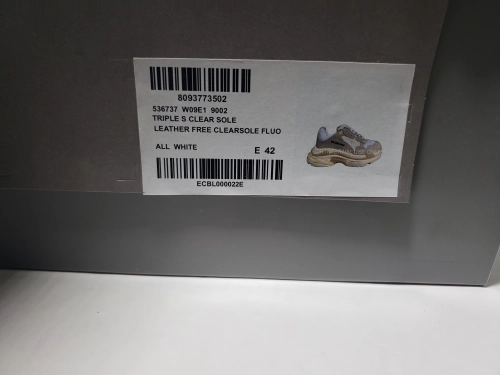 8093773502
536737 W09E1 9002
TRIPLE S CLEAR SOLE
LEATHER FREE CLEARSOLE FLUO
ALL WHITE E 42
ECBL000022E